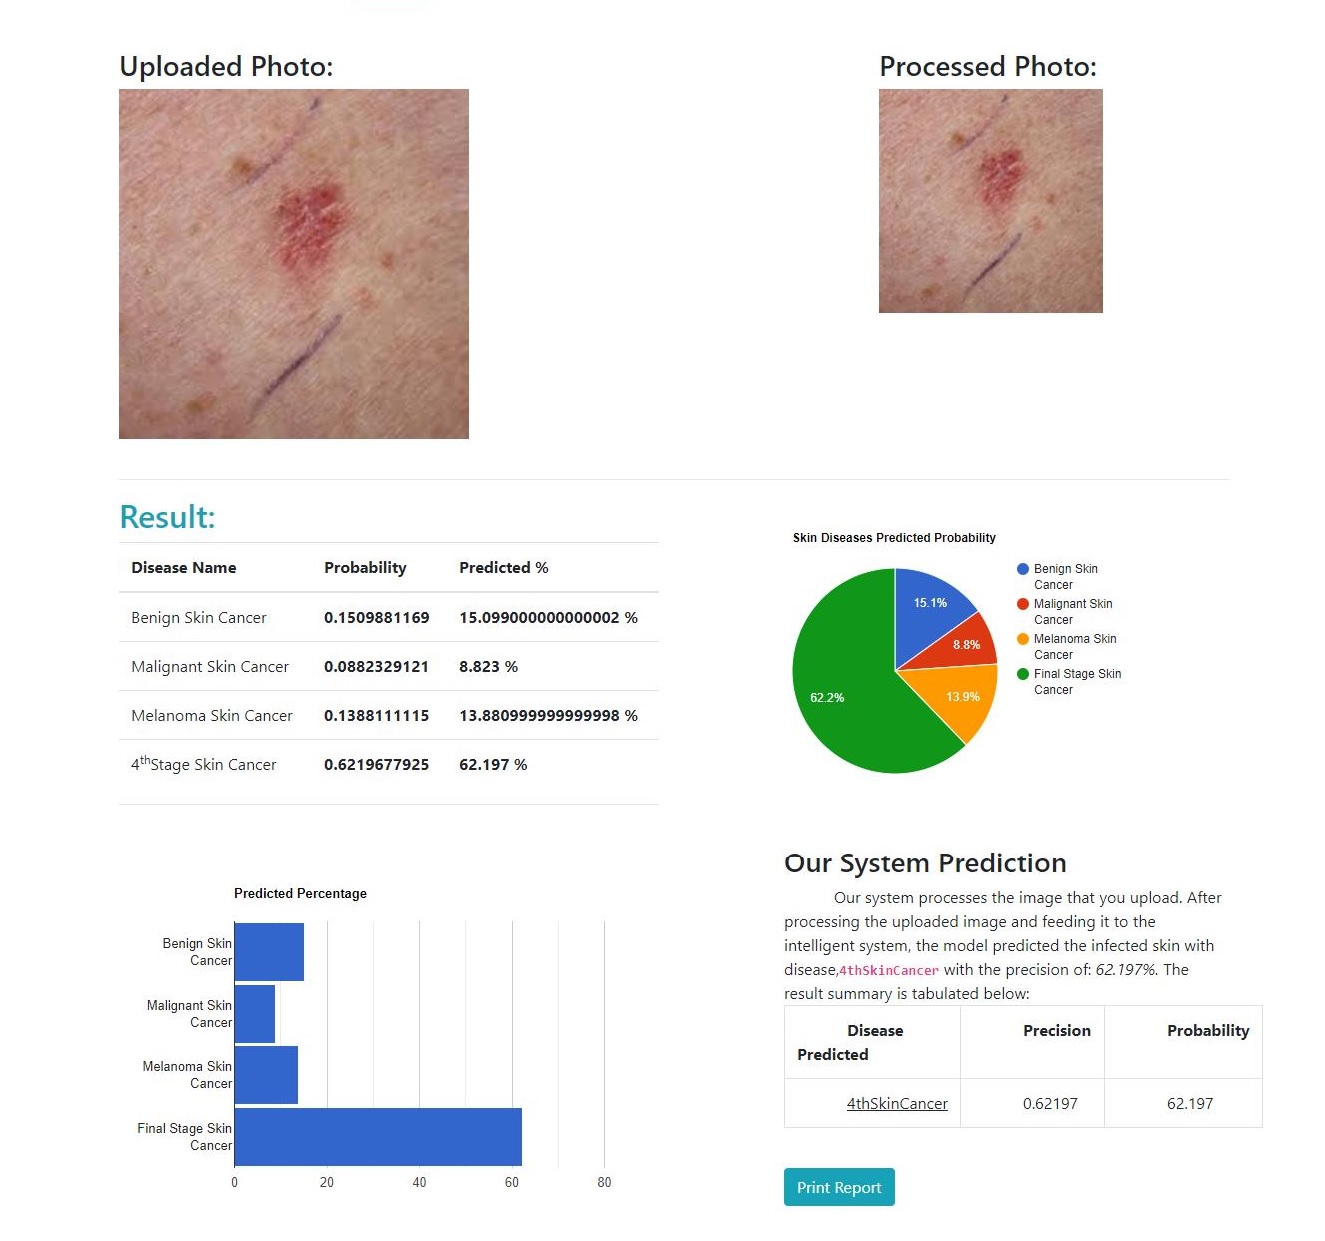 Uploaded Photo:
Processed Photo:
Result:
Disease Name Probability Predicted %
Benign Skin Cancer 0.1509881169 15.099000000000002 %
Malignant Skin Cancer 0.0882329121 8.823 %
Melanoma Skin Cancer 0.1388111115 13.880999999999998 %
4thStage Skin Cancer 0.6219677925 62.197 %
Skin Diseases Predicted Probability
15.1%
8.8%
13.9%
62.2%
Benign Skin
Cancer
Malignant Skin
Cancer
Melanoma Skin
Cancer
Final Stage Skin
Cancer
Predicted Percentage
Benign Skin
Cancer
Malignant Skin
Cancer
Melanoma Skin
Cancer
Final Stage Skin
Cancer
0 20 40 60 80
Our System Prediction
Our system processes the image that you upload. After
processing the uploaded image and feeding it to the
intelligent system, the model predicted the infected skin with
disease,4thSkinCancer with the precision of: 62.197%. The
result summary is tabulated below:
Disease
Predicted
Precision
Probability
4thSkinCancer 0.62197 62.197
Print Report